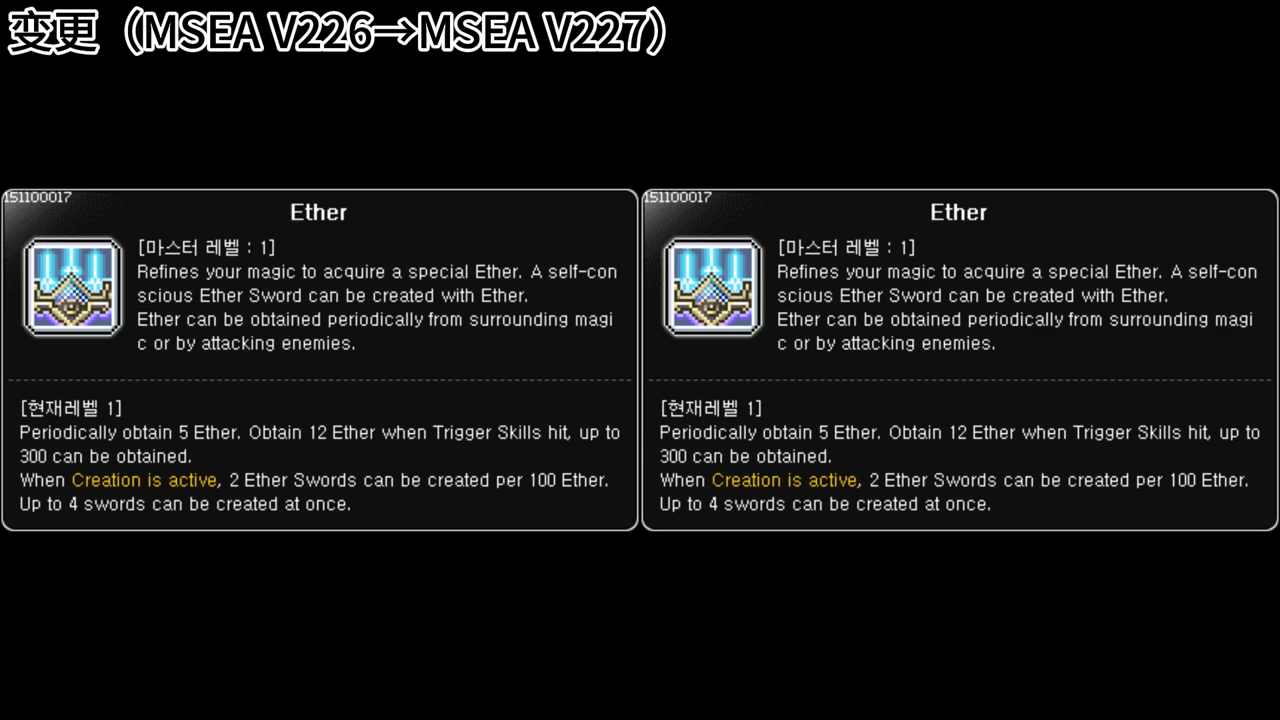 变更（MSEA V226→MSEA V227）
151100017
Ether
[마스터 레벨 : 1]
Refines your magic to acquire a special Ether. A self-con
scious Ether Sword can be created with Ether.
Ether can be obtained periodically from surrounding magi
c or by attacking enemies.
[현재레벨 1]
Periodically obtain 5 Ether. Obtain 12 Ether when Trigger Skills hit, up to
300 can be obtained.
When Creation is active, 2 Ether Swords can be created per 100 Ether.
Up to 4 swords can be created at once.
151100017
Ether
[마스터 레벨 : 1]
Refines your magic to acquire a special Ether. A self-con
scious Ether Sword can be created with Ether.
Ether can be obtained periodically from surrounding magi
c or by attacking enemies.
[현재레벨 1]
Periodically obtain 5 Ether. Obtain 12 Ether when Trigger Skills hit, up to
300 can be obtained.
When Creation is active, 2 Ether Swords can be created per 100 Ether.
Up to 4 swords can be created at once.